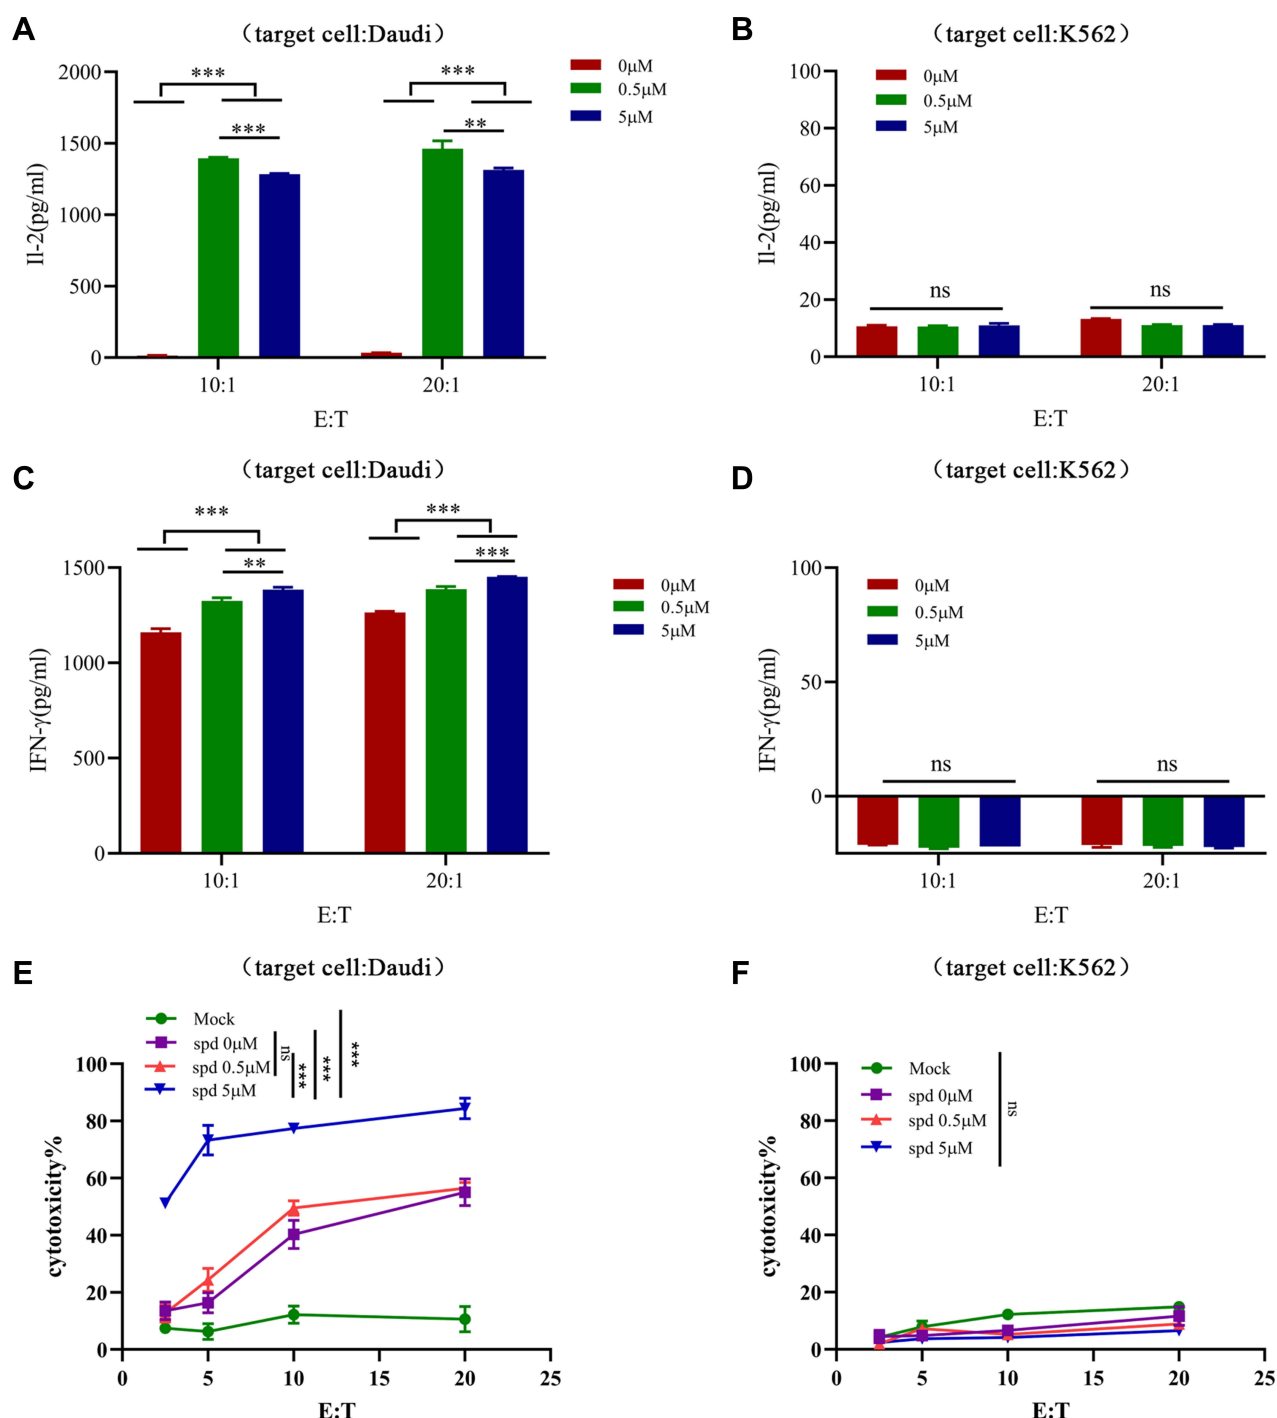 A
（target cell:Daudi）
***
***
0μM
0.5μM
5μM
***
**
2000
1500
1000
500
0
Il-2(pg/ml)
10:1
20:1
E:T
B
（target cell:K562）
0μM
0.5μM
5μM
100
80
60
40
20
0
Il-2(pg/ml)
ns
ns
10:1
20:1
E:T
C
（target cell:Daudi）
***
***
**
***
0μM
0.5μM
5μM
1500
1000
500
0
IFN-γ(pg/ml)
10:1
20:1
E:T
D
（target cell:K562）
0μM
0.5μM
5μM
100
50
0
IFN-γ(pg/ml)
ns
ns
10:1
20:1
E:T
E
（target cell:Daudi）
Mock
spd 0μM
spd 0.5μM
spd 5μM
ns
***
***
***
100
80
60
40
20
0
cytotoxicity%
0 5 10 15 20 25
E:T
F
（target cell:K562）
Mock
spd 0μM
spd 0.5μM
spd 5μM
ns
100
80
60
40
20
0
cytotoxicity%
0 5 10 15 20 25
E:T